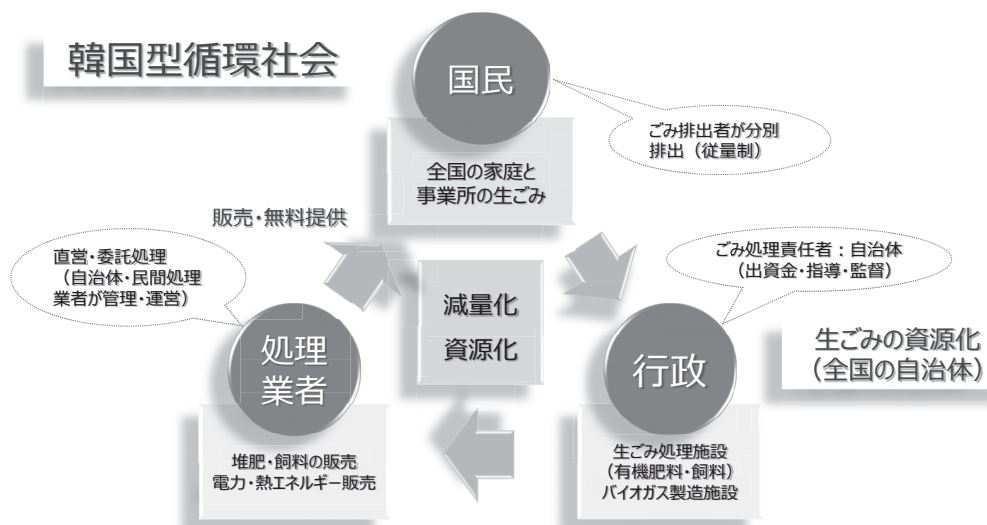 韓国型循環社会
国民
ごみ排出者が分別
排出（従量制）
全国の家庭と
事業所の生ごみ
販売・無料提供
直営・委託処理
（自治体・民間処理
業者が管理・運営）
ごみ処理責任者：自治体
（出資金・指導・監督）
減量化
資源化
処理
業者
行政
生ごみの資源化
（全国の自治体）
堆肥・飼料の販売
電力・熱エネルギー販売
生ごみ処理施設
（有機肥料・飼料）
バイオガス製造施設